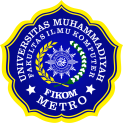 UNIVERSITAS MUHAMMADIYAH
FAKULTAS ILMU KOMPUTER
FIKOM
METRO